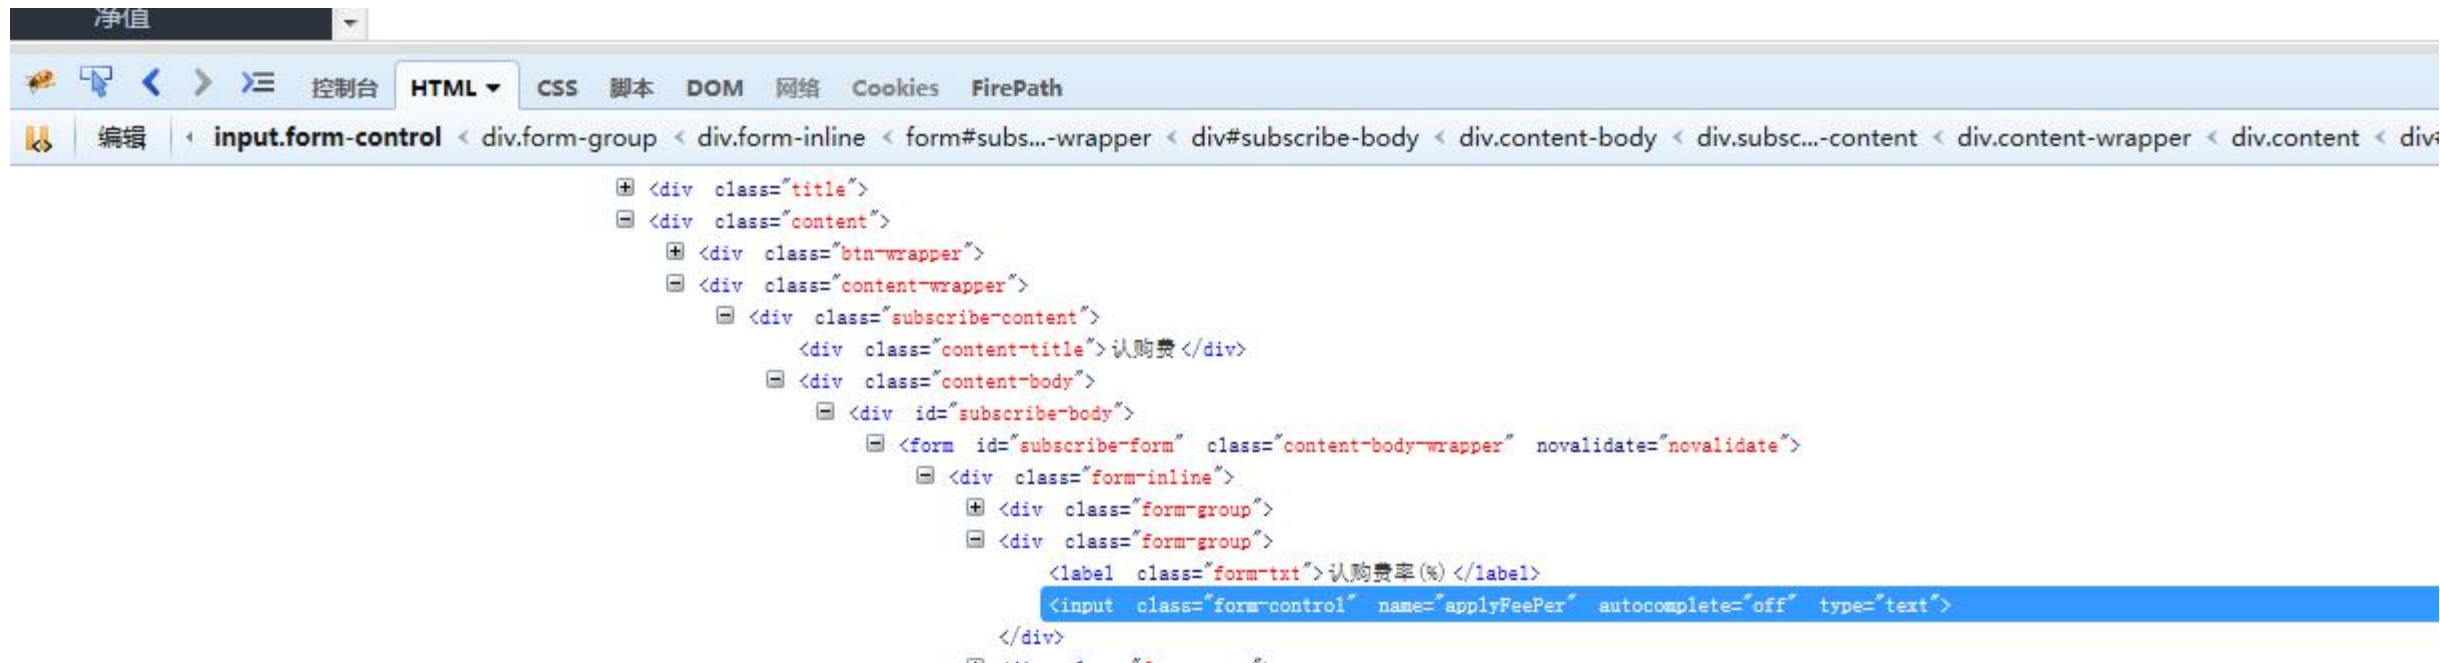 净值
控制台 HTML CSS 脚本 DOM 网络 Cookies FirePath
编辑 input.form-control < div.form-group < div.form-inline < form#subs...-wrapper < div#subscribe-body < div.content-body < div.subsc...-content < div.content-wrapper < div.content <
<div class="title">
<div class="content">
<div class="btn-wrapper">
<div class="content-wrapper">
<div class="subscribe-content">
<div class="content-title">认购费</div>
<div class="content-body">
<div id="subscribe-body">
<form id="subscribe-form" class="content-body-wrapper" novalidate="novalidate">
<div class="form-inline">
<div class="form-group">
<div class="form-group">
<label class="form-txt">认购费率(%)</label>
<input class="form-control" name="applyFeePer" autocomplete="off" type="text">
</div>